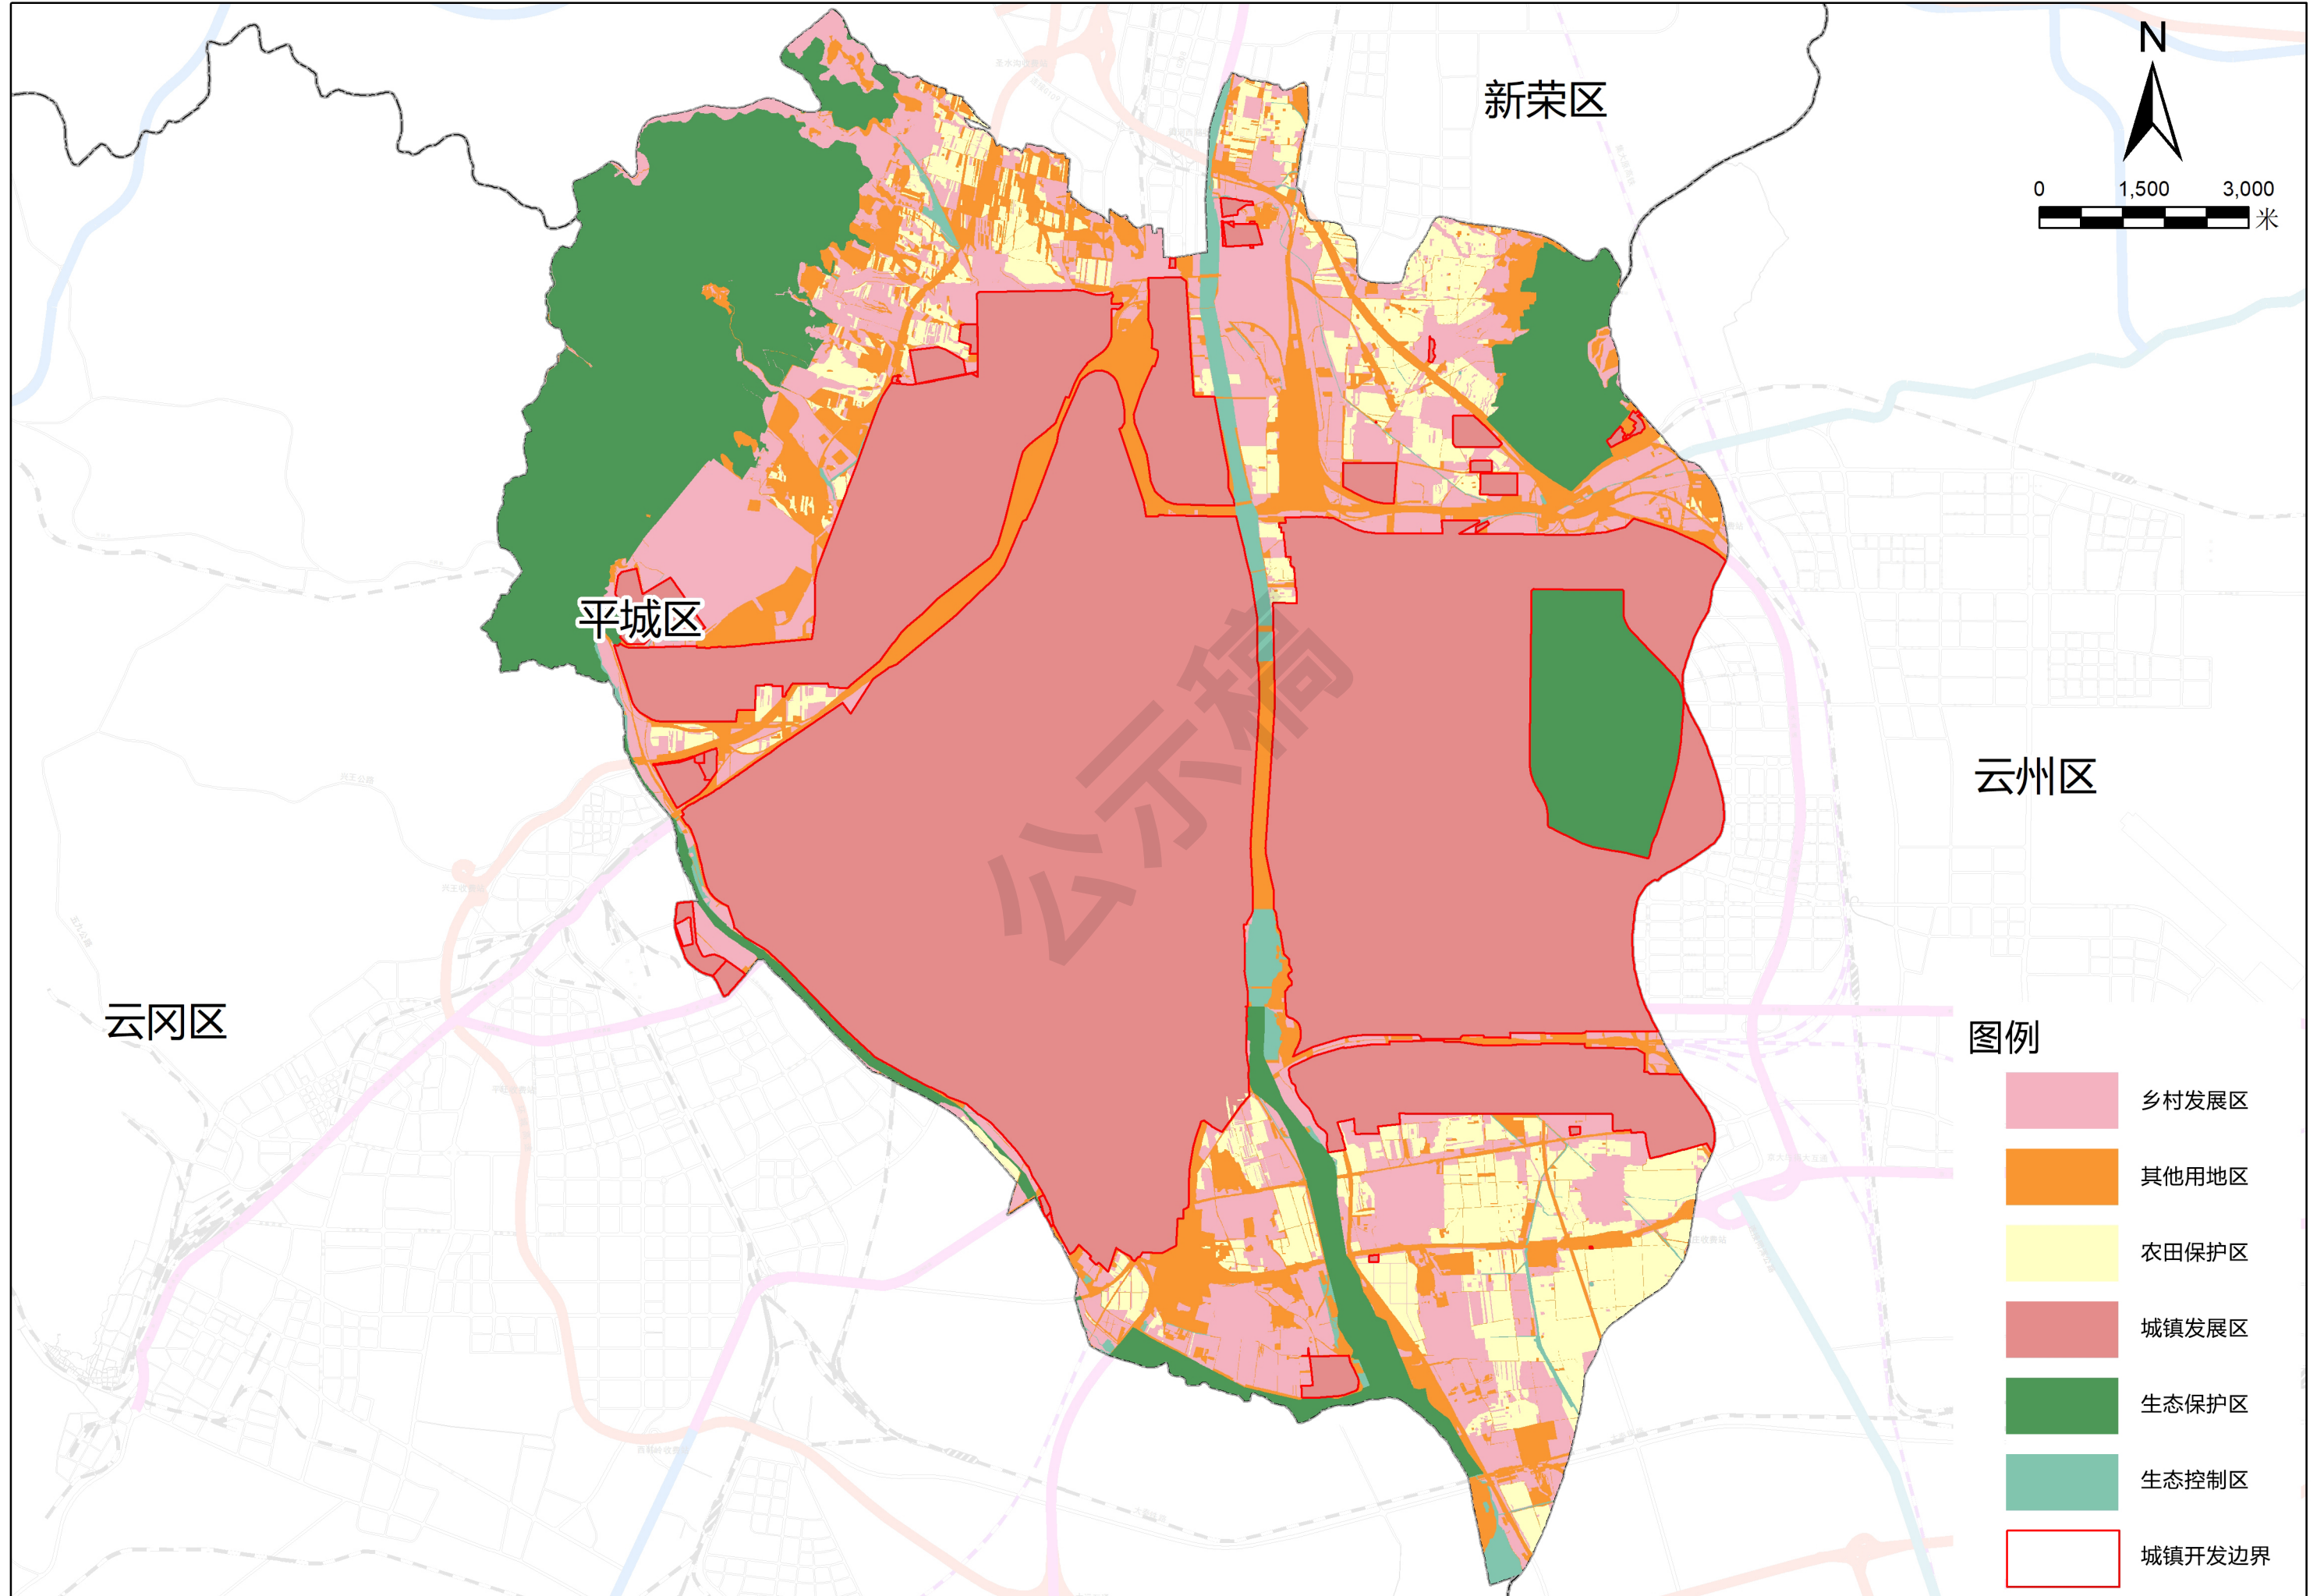 N
新荣区
0 1,500 3,000
米
平城区
云州区
公示稿
云冈区
图例
乡村发展区
其他用地区
农田保护区
城镇发展区
生态保护区
生态控制区
城镇开发边界